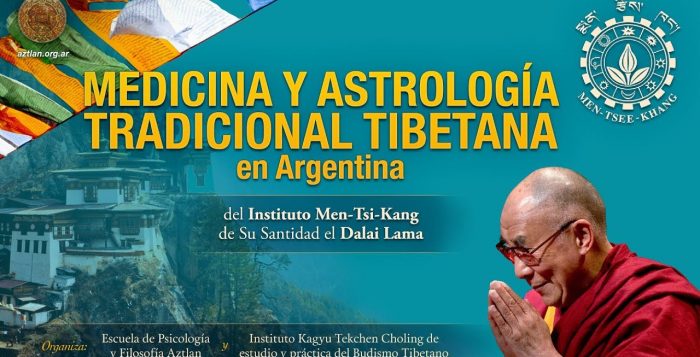 aztlan.org.ar
སྨན་རྩིས་ཁང
MEN-TSEE-KHANG
MEDICINA Y ASTROLOGÍA
TRADICIONAL TIBETANA
en Argentina
del Instituto Men-Tsi-Kang
de Su Santidad el Dalai Lama
Organiza:
Escuela de Psicología
y Filosofía Aztlan
y
Instituto Kagyu Tekchen Choling de
estudio y práctica del Budismo Tibetano